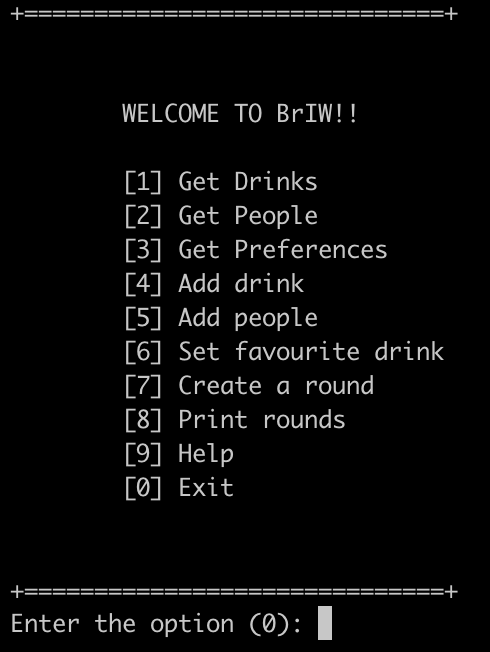 +==============================+
WELCOME TO BrIW!!
[1] Get Drinks
[2] Get People
[3] Get Preferences
[4] Add drink
[5] Add people
[6] Set favourite drink
[7] Create a round
[8] Print rounds
[9] Help
[0] Exit
+==============================+
Enter the option (0):